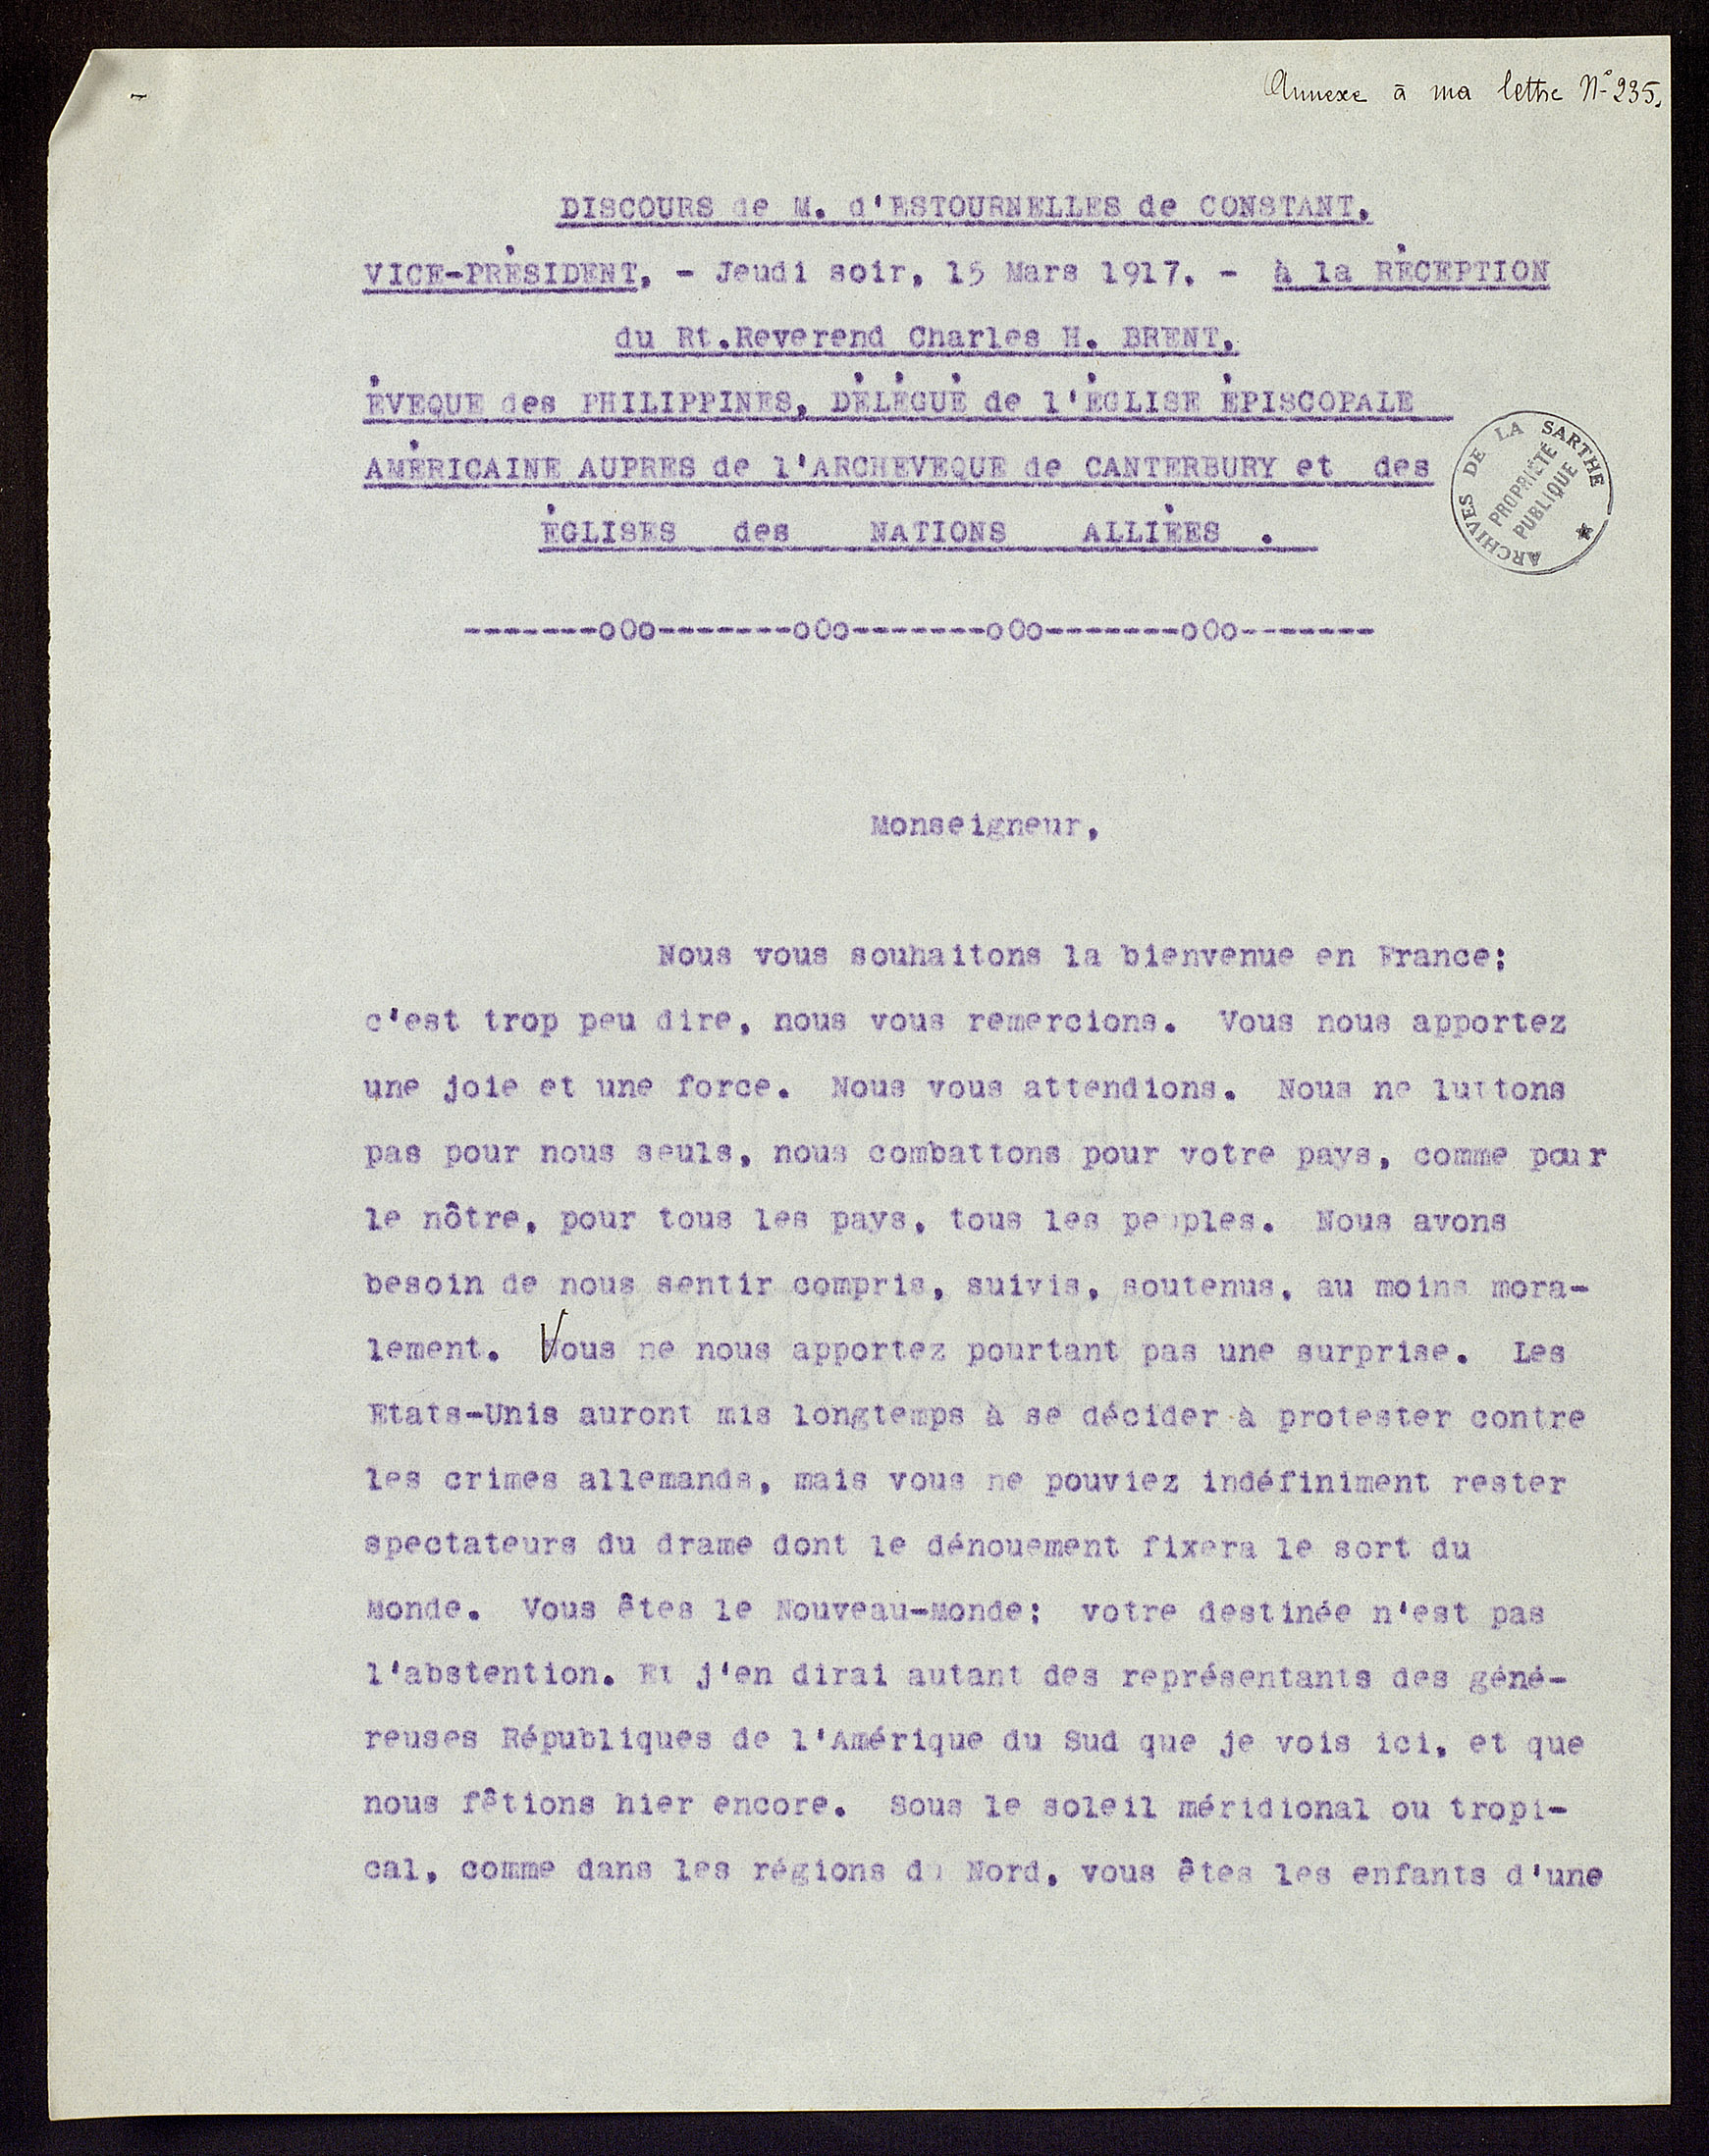 Annexe à ma lettre N° 235.
DISCOURS de M. d'ESTOURNELLES de CONSTANT,
VICE-PRÉSIDENT, - Jeudi soir, 15 Mars 1917. - à la RÉCEPTION
du Rt.Reverend Charles H. BRENT,
ÉVEQUE des PHILIPPINES, DÉLÉGUÉ de l'ÉGLISE ÉPISCOPALE
AMÉRICAINE AUPRES de l'ARCHEVEQUE de CANTERBURY et des
ÉGLISES des NATIONS ALLIÉES .
ARCHIVES DE LA SARTHE
PROPRIÉTÉ
PUBLIQUE
-------oOo-------oOo-------oOo-------oOo-------
Monseigneur,
Nous vous souhaitons la bienvenue en France;
c'est trop peu dire, nous vous remercions. Vous nous apportez
une joie et une force. Nous vous attendions. Nous ne luttons
pas pour nous seuls, nous combattons pour votre pays, comme pour
le nôtre, pour tous les pays, tous les peuples. Nous avons
besoin de nous sentir compris, suivis, soutenus, au moins mora-
lement. Vous ne nous apportez pourtant pas une surprise. Les
Etats-Unis auront mis longtemps à se décider à protester contre
les crimes allemands, mais vous ne pouviez indéfiniment rester
spectateurs du drame dont le dénouement fixera le sort du
Monde. Vous êtes le Nouveau-Monde; votre destinée n'est pas
l'abstention. Et j'en dirai autant des représentants des géné-
reuses Républiques de l'Amérique du Sud que je vois ici, et que
nous fêtions hier encore. Sous le soleil méridional ou tropi-
cal, comme dans les régions du Nord, vous êtes les enfants d'une